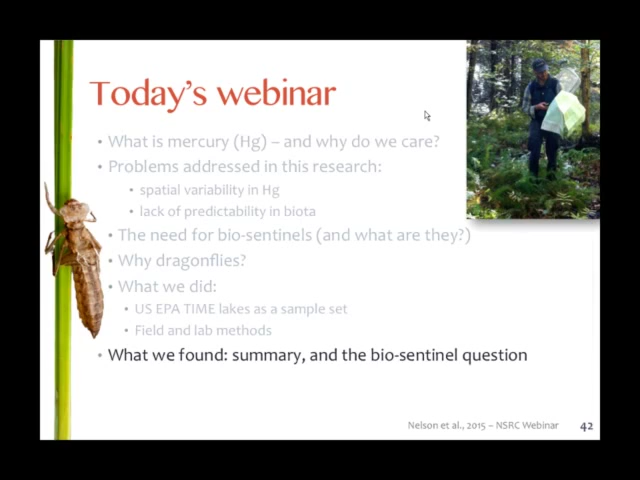 Today's webinar
• What is mercury (Hg) – and why do we care?
• Problems addressed in this research:
• spatial variability in Hg
• lack of predictability in biota
• The need for bio-sentinels (and what are they?)
• Why dragonflies?
• What we did:
• US EPA TIME lakes as a sample set
• Field and lab methods
• What we found: summary, and the bio-sentinel question
Nelson et al., 2015 – NSRC Webinar 42